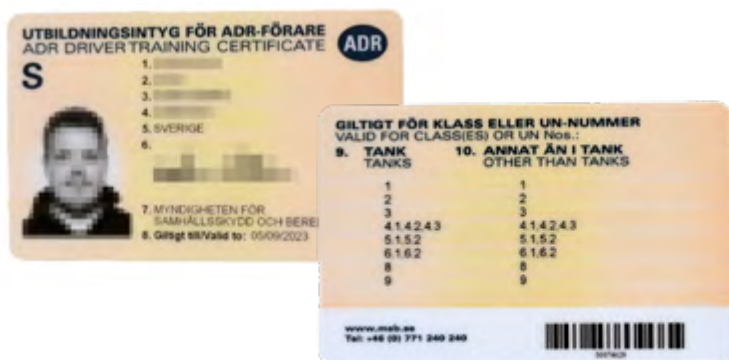 UTBILDNINGSINTYG FÖR ADR-FÖRARE
ADR DRIVER TRAINING CERTIFICATE
ADR
S
1.
2.
3.
4.
5. SVERIGE
6.
7. MYNDIGHETEN FÖR
SAMHÄLLSSKYDD OCH BERE
8. Giltigt till/Valid to: 05/09/2023
GILTIGT FÖR KLASS ELLER UN-NUMMER
VALID FOR CLASS(ES) OR UN Nos.:
9. TANK 10. ANNAT ÄN I TANK
TANKS OTHER THAN TANKS
1 1
2 2
3 3
4.1.4.2.4.3 4.1.4.2.4.3
5.1.5.2 5.1.5.2
6.1.6.2 6.1.6.2
8 8
9 9
www.msb.se
Tel: +46 (0) 771 240 240